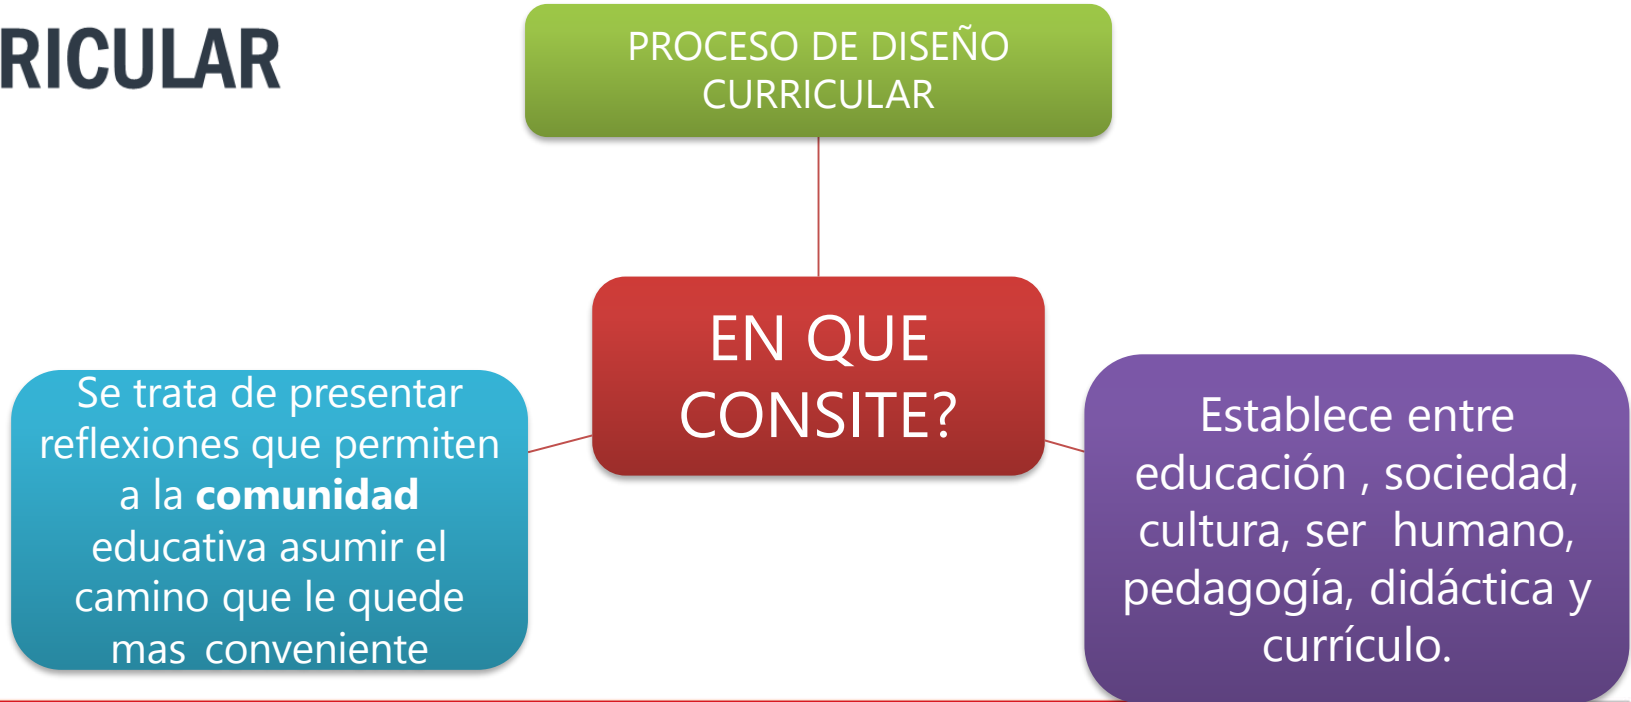 RICULAR
PROCESO DE DISEÑO
CURRICULAR
EN QUE
CONSITE?
Se trata de presentar
reflexiones que permiten
a la comunidad
educativa asumir el
camino que le quede
mas conveniente
Establece entre
educación , sociedad,
cultura, ser humano,
pedagogía, didáctica y
currículo.